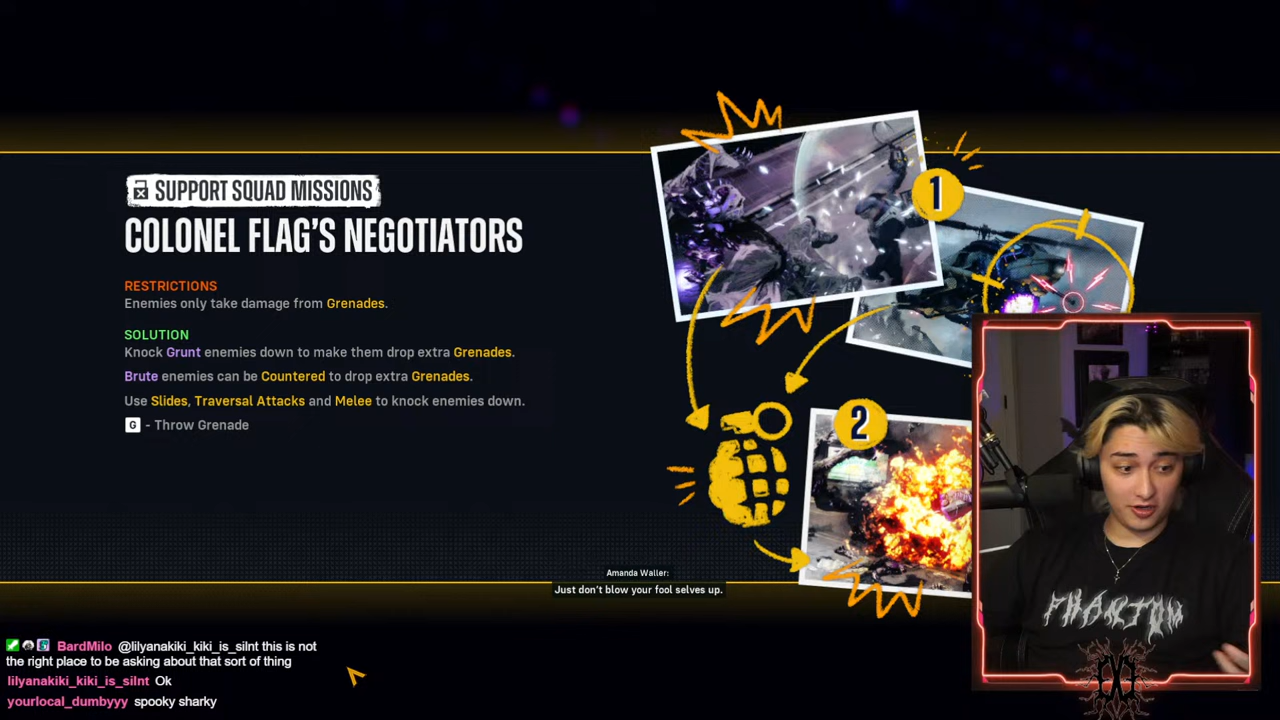 SUPPORT SQUAD MISSIONS
COLONEL FLAG'S NEGOTIATORS
RESTRICTIONS
Enemies only take damage from Grenades.
SOLUTION
Knock Grunt enemies down to make them drop extra Grenades.
Brute enemies can be Countered to drop extra Grenades.
Use Slides, Traversal Attacks and Melee to knock enemies down.
G - Throw Grenade
1
2
Amanda Waller:
Just don't blow your fool selves up.
PHANTOM
BardMilo @lilyanakiki_kiki_is_silnt this is not
the right place to be asking about that sort of thing
lilyanakiki_kiki_is_silnt Ok
yourlocal_dumbyyy spooky sharky